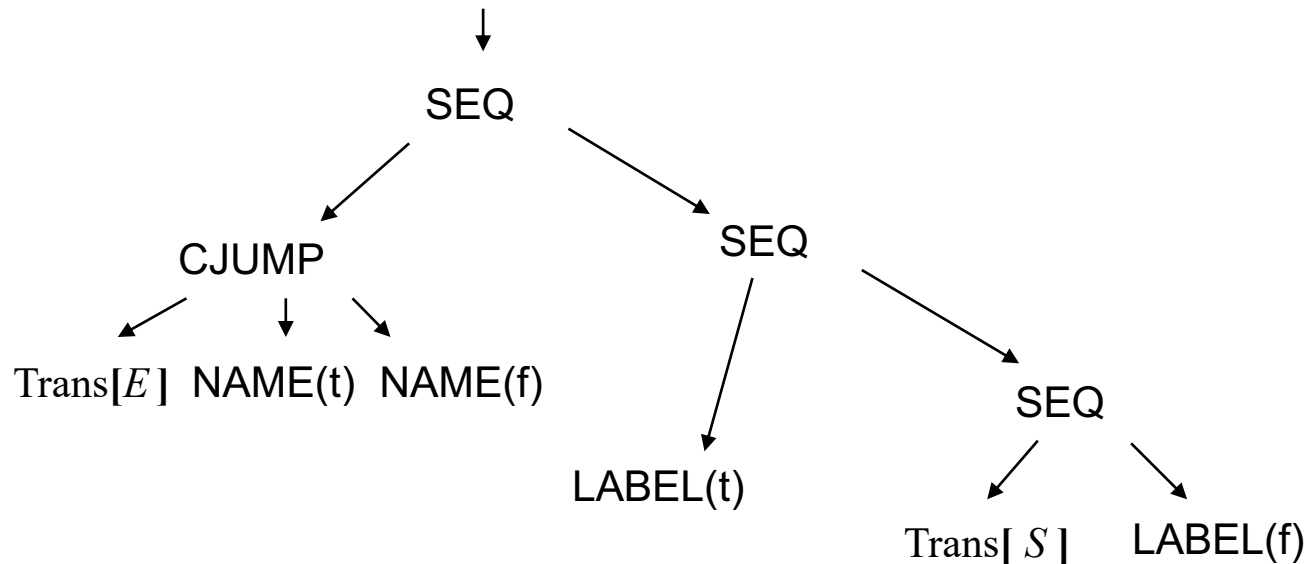 SEQ
CJUMP
SEQ
Trans[E] NAME(t) NAME(f)
SEQ
LABEL(t)
Trans[ S ] LABEL(f)